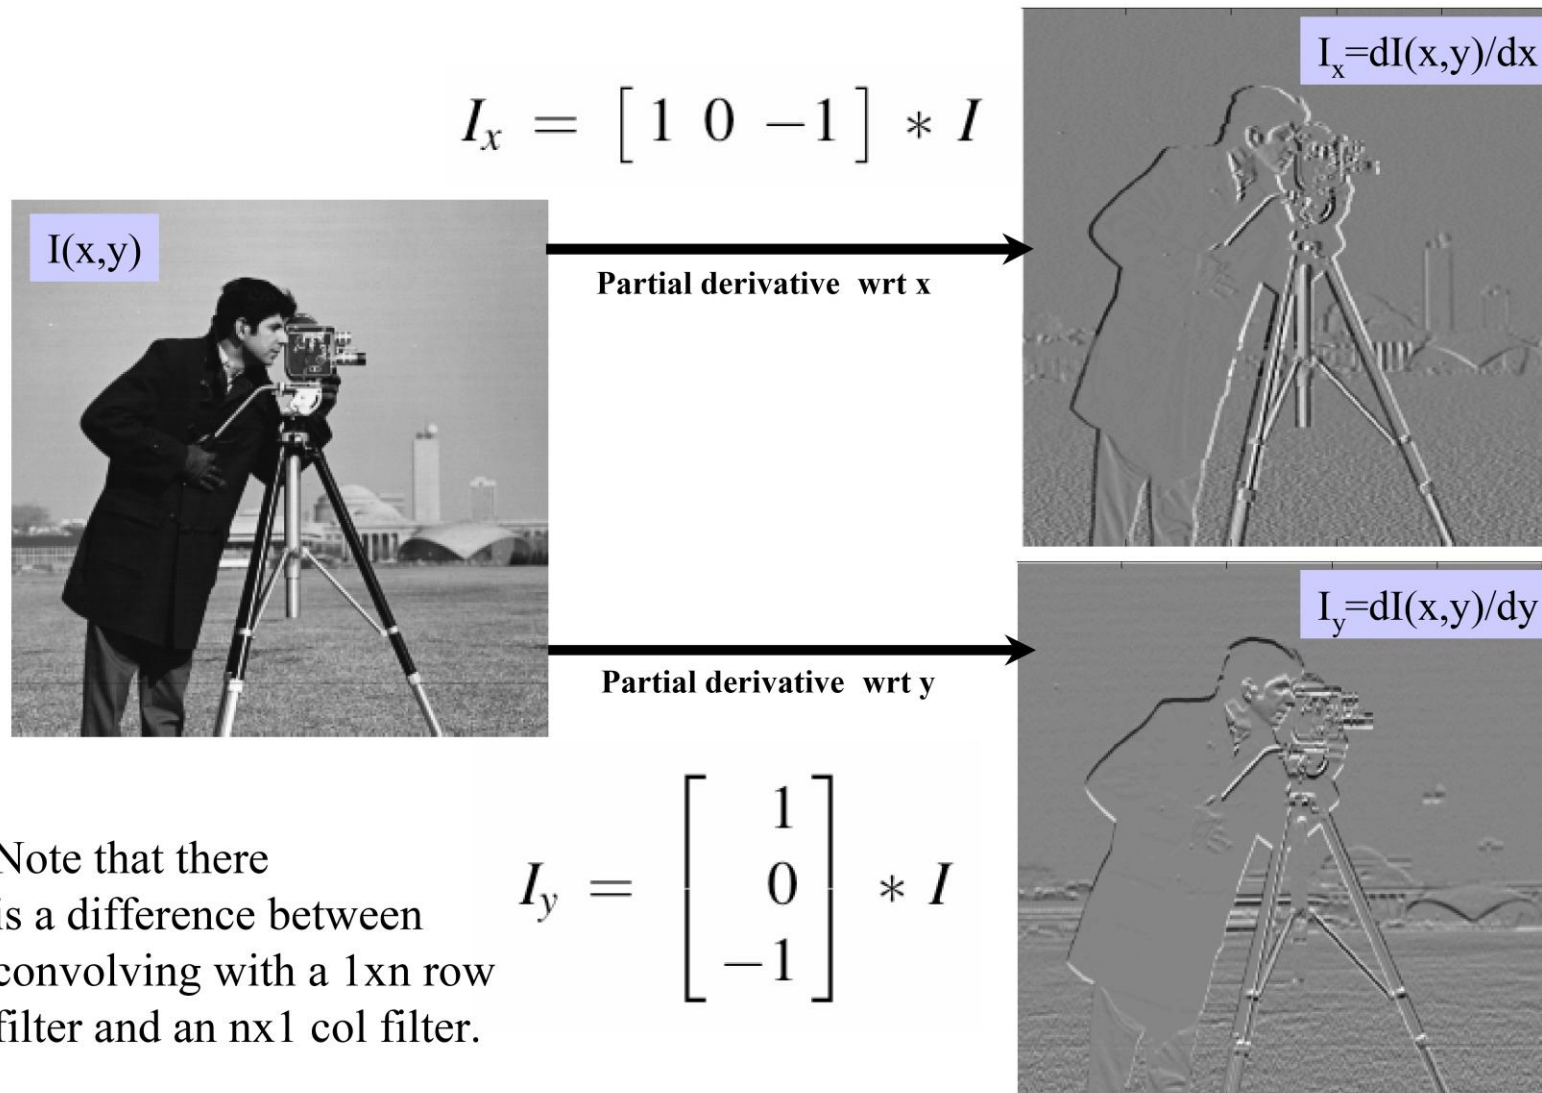 I_x = [ 1 0 −1 ] * I
I_x=dI(x,y)/dx
I(x,y)
Partial derivative wrt x
I_y=dI(x,y)/dy
Partial derivative wrt y
I_y = [ 1
0
−1 ] * I
Note that there
is a difference between
convolving with a 1xn row
filter and an nx1 col filter.